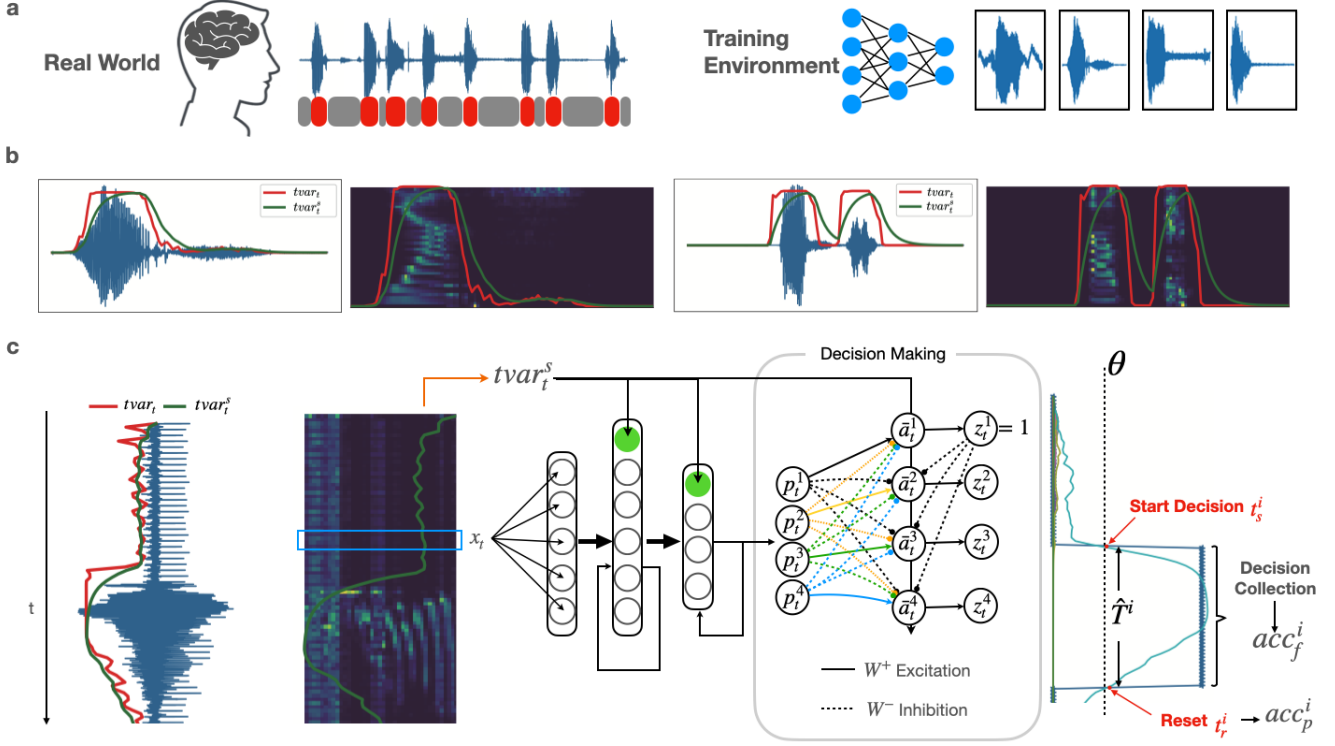 a
Real World
Training
Environment
b
tvar_t
tvar_t^s
tvar_t
tvar_t^s
c
tvar_t tvar_t^s
t
tvar_t^s
x_t
Decision Making
p_t^1
p_t^2
p_t^3
p_t^4
ā_t^1
ā_t^2
ā_t^3
ā_t^4
z_t^1 = 1
z_t^2
z_t^3
z_t^4
W^+ Excitation
W^- Inhibition
θ
Start Decision t_s^i
T̂^i
Decision
Collection
acc_f^i
Reset t_r^i
acc_p^i